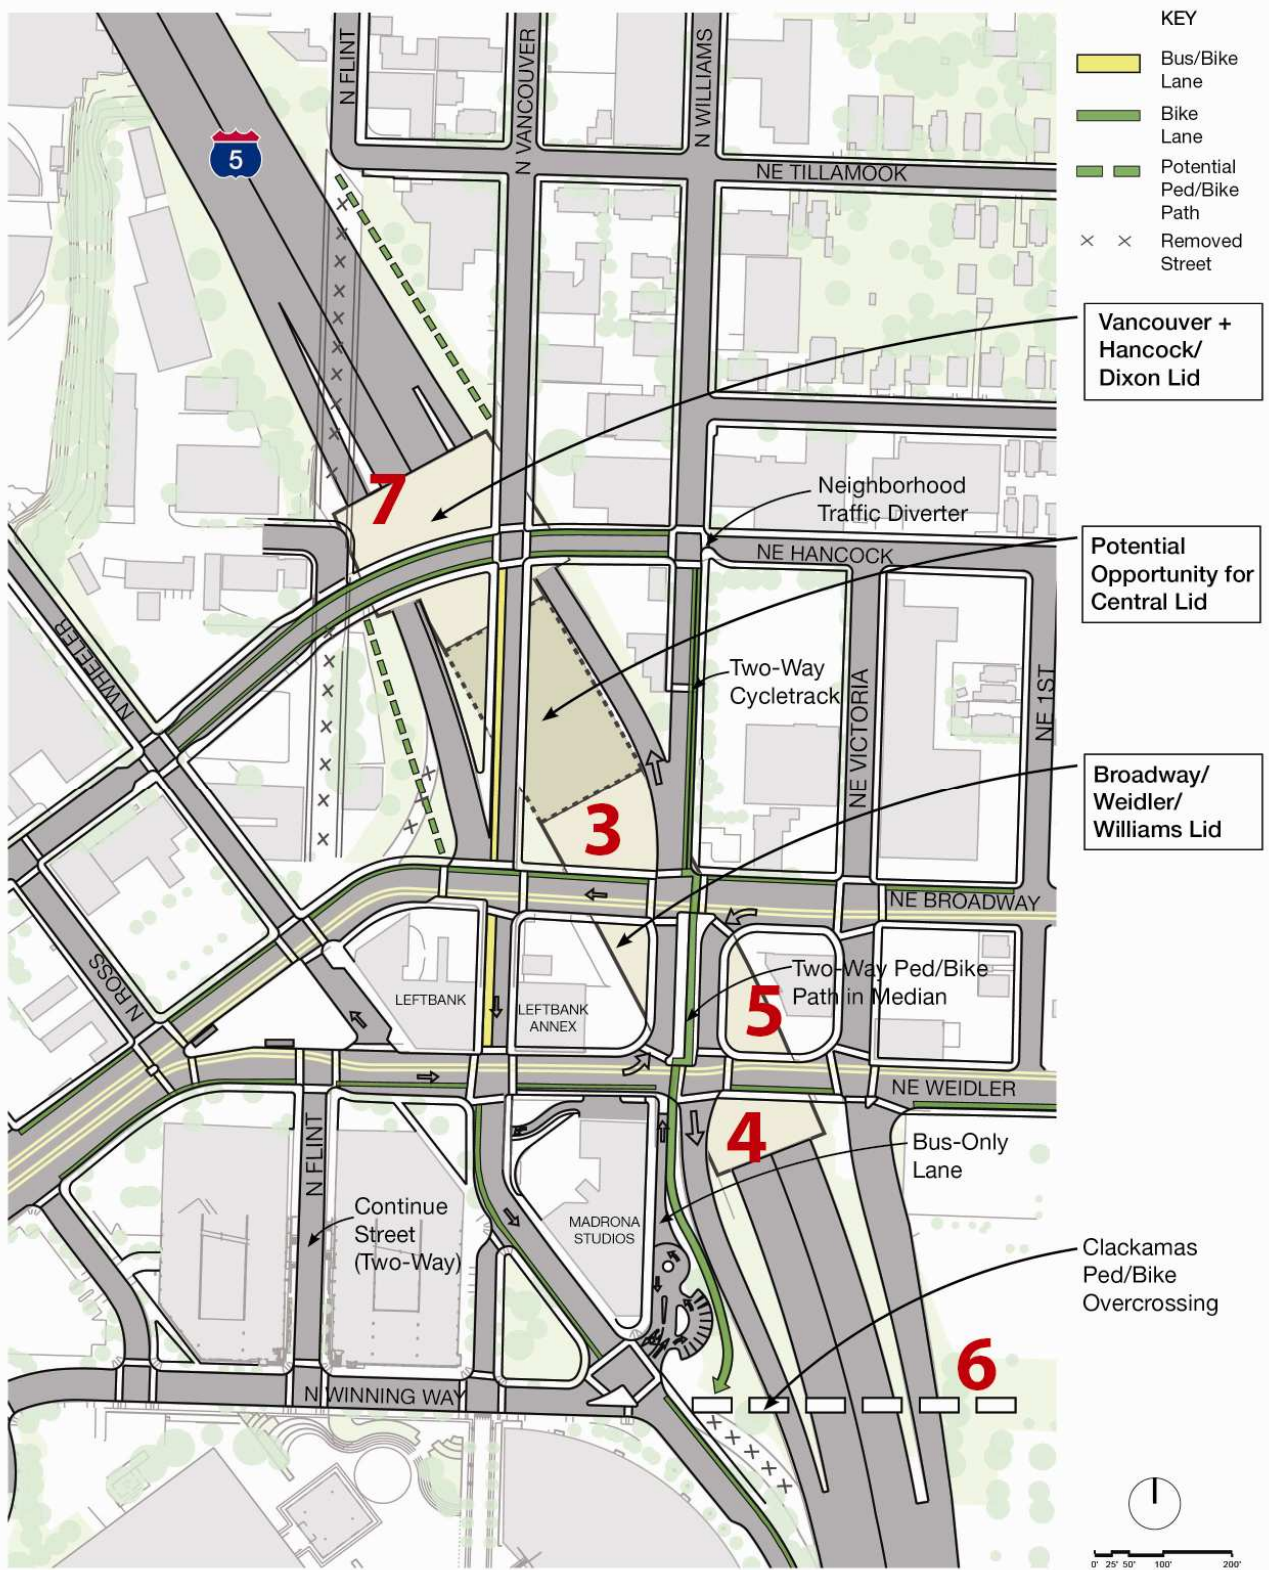 KEY
Bus/Bike
Lane
Bike
Lane
Potential
Ped/Bike
Path
Removed
Street
N FLINT
N VANCOUVER
N WILLIAMS
5
NE TILLAMOOK
Vancouver +
Hancock/
Dixon Lid
7
Neighborhood
Traffic Diverter
NE HANCOCK
Potential
Opportunity for
Central Lid
N WHEELER
Two-Way
Cycletrack
NE VICTORIA
NE 1ST
Broadway/
Weidler/
Williams Lid
3
NE BROADWAY
N ROSS
LEFTBANK
LEFTBANK
ANNEX
Two-Way Ped/Bike
Path in Median
5
NE WEIDLER
4
N FLINT
Bus-Only
Lane
Continue
Street
(Two-Way)
MADRONA
STUDIOS
Clackamas
Ped/Bike
Overcrossing
6
N WINNING WAY
0' 25' 50' 100' 200'